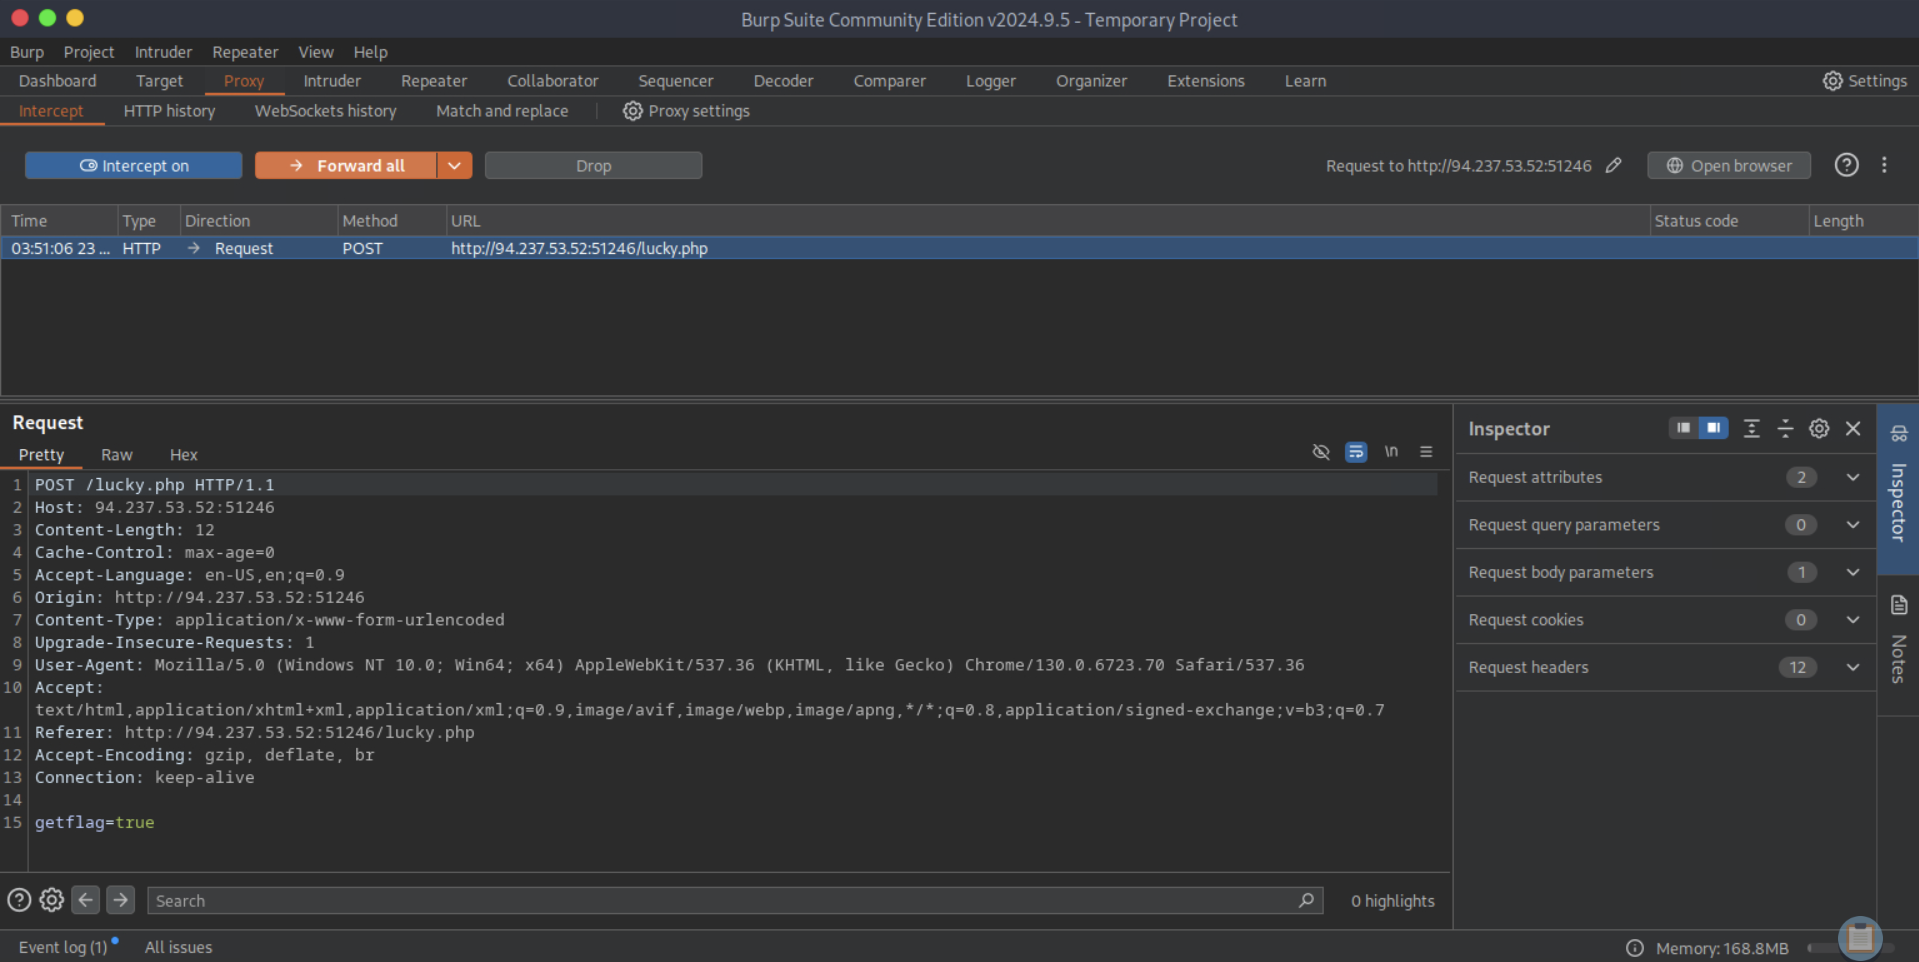 Burp Suite Community Edition v2024.9.5 - Temporary Project
Burp Project Intruder Repeater View Help
Dashboard Target Proxy Intruder Repeater Collaborator Sequencer Decoder Comparer Logger Organizer Extensions Learn Settings
Intercept HTTP history WebSockets history Match and replace Proxy settings
Intercept on Forward all Drop Request to http://94.237.53.52:51246 Open browser
Time Type Direction Method URL Status code Length
03:51:06 23 ... HTTP Request POST http://94.237.53.52:51246/lucky.php
Request
Pretty Raw Hex \n
1 POST /lucky.php HTTP/1.1
2 Host: 94.237.53.52:51246
3 Content-Length: 12
4 Cache-Control: max-age=0
5 Accept-Language: en-US,en;q=0.9
6 Origin: http://94.237.53.52:51246
7 Content-Type: application/x-www-form-urlencoded
8 Upgrade-Insecure-Requests: 1
9 User-Agent: Mozilla/5.0 (Windows NT 10.0; Win64; x64) AppleWebKit/537.36 (KHTML, like Gecko) Chrome/130.0.6723.70 Safari/537.36
10 Accept:
text/html,application/xhtml+xml,application/xml;q=0.9,image/avif,image/webp,image/apng,*/*;q=0.8,application/signed-exchange;v=b3;q=0.7
11 Referer: http://94.237.53.52:51246/lucky.php
12 Accept-Encoding: gzip, deflate, br
13 Connection: keep-alive
14
15 getflag=true
Search 0 highlights
Inspector
Request attributes 2
Request query parameters 0
Request body parameters 1
Request cookies 0
Request headers 12
Inspector
Notes
Event log (1) All issues Memory: 168.8MB